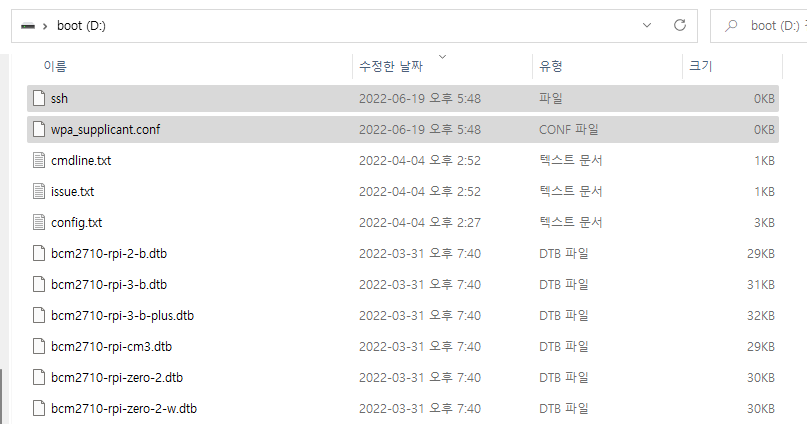 boot (D:) boot (D:)
이름 수정한 날짜 유형 크기
ssh 2022-06-19 오후 5:48 파일 0KB
wpa_supplicant.conf 2022-06-19 오후 5:48 CONF 파일 0KB
cmdline.txt 2022-04-04 오후 2:52 텍스트 문서 1KB
issue.txt 2022-04-04 오후 2:52 텍스트 문서 1KB
config.txt 2022-04-04 오후 2:27 텍스트 문서 3KB
bcm2710-rpi-2-b.dtb 2022-03-31 오후 7:40 DTB 파일 29KB
bcm2710-rpi-3-b.dtb 2022-03-31 오후 7:40 DTB 파일 31KB
bcm2710-rpi-3-b-plus.dtb 2022-03-31 오후 7:40 DTB 파일 32KB
bcm2710-rpi-cm3.dtb 2022-03-31 오후 7:40 DTB 파일 29KB
bcm2710-rpi-zero-2.dtb 2022-03-31 오후 7:40 DTB 파일 30KB
bcm2710-rpi-zero-2-w.dtb 2022-03-31 오후 7:40 DTB 파일 30KB